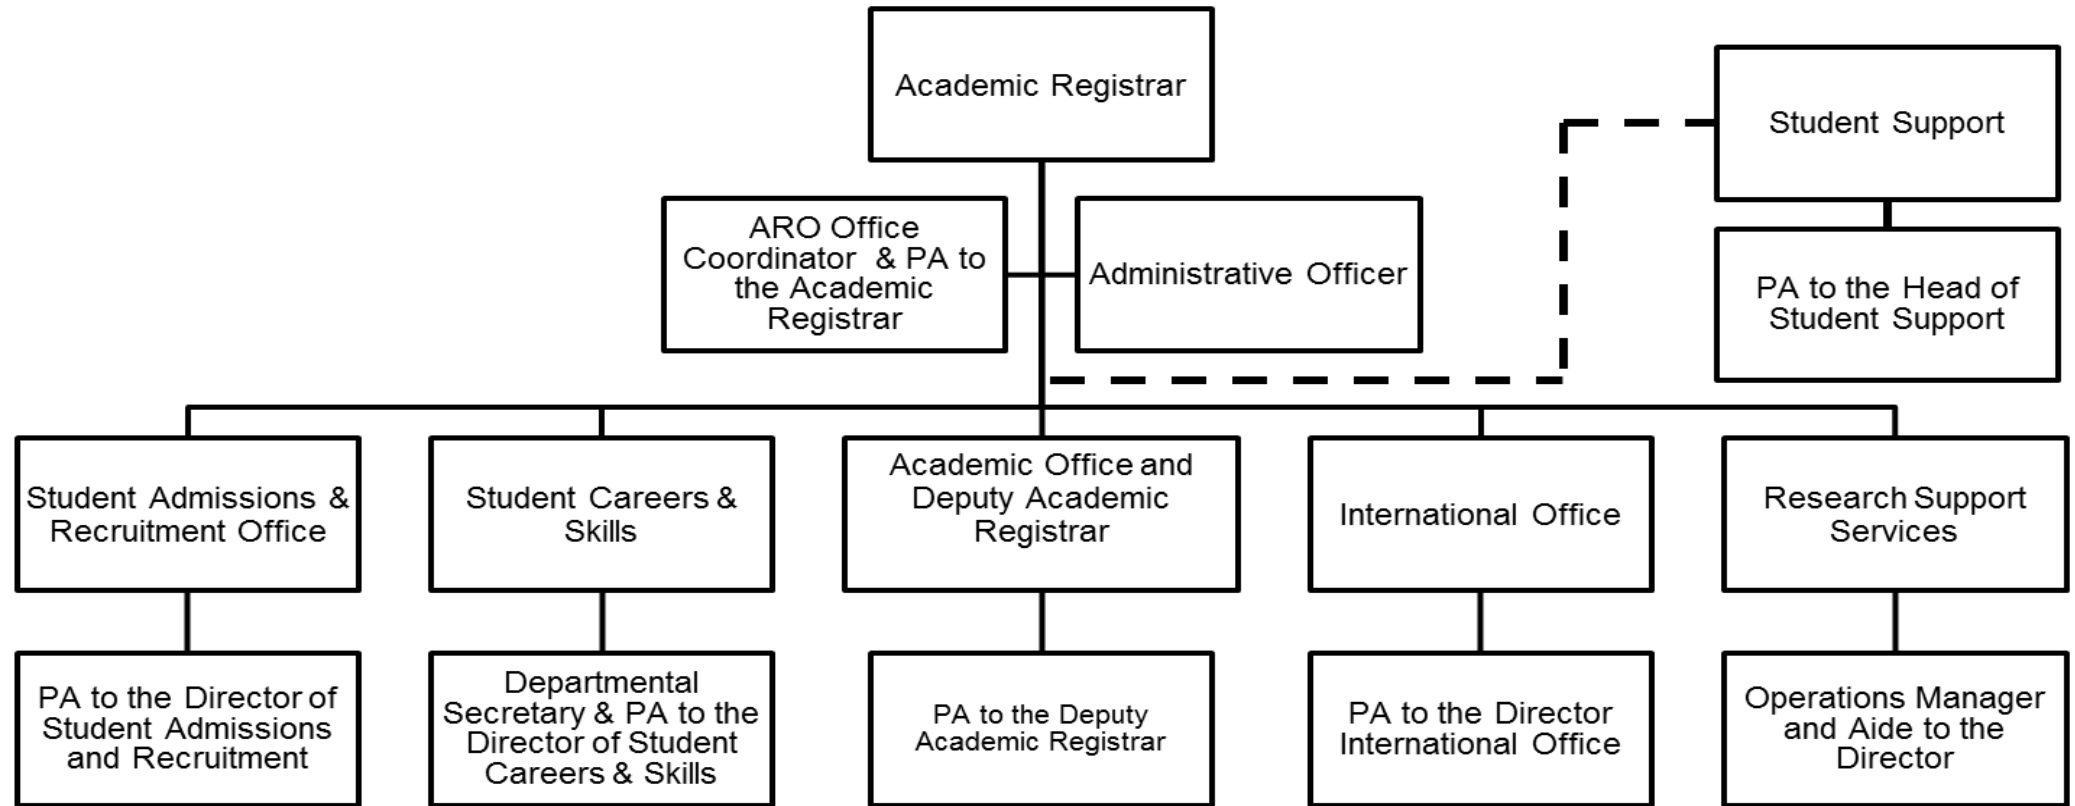 Academic Registrar
Student Support
ARO Office
Coordinator & PA to
the Academic
Registrar
Administrative Officer
PA to the Head of
Student Support
Student Admissions &
Recruitment Office
Student Careers &
Skills
Academic Office and
Deputy Academic
Registrar
International Office
Research Support
Services
PA to the Director of
Student Admissions
and Recruitment
Departmental
Secretary & PA to the
Director of Student
Careers & Skills
PA to the Deputy
Academic Registrar
PA to the Director
International Office
Operations Manager
and Aide to the
Director